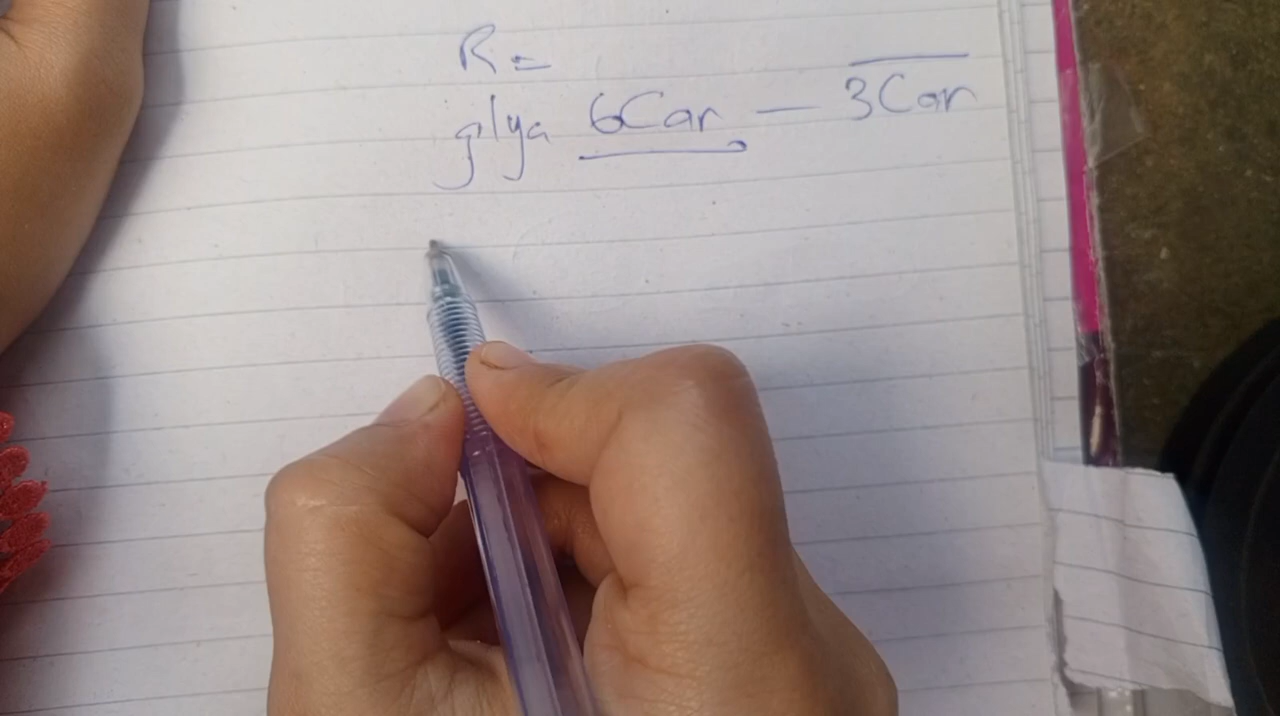 R =
glya 6Car — 3Car